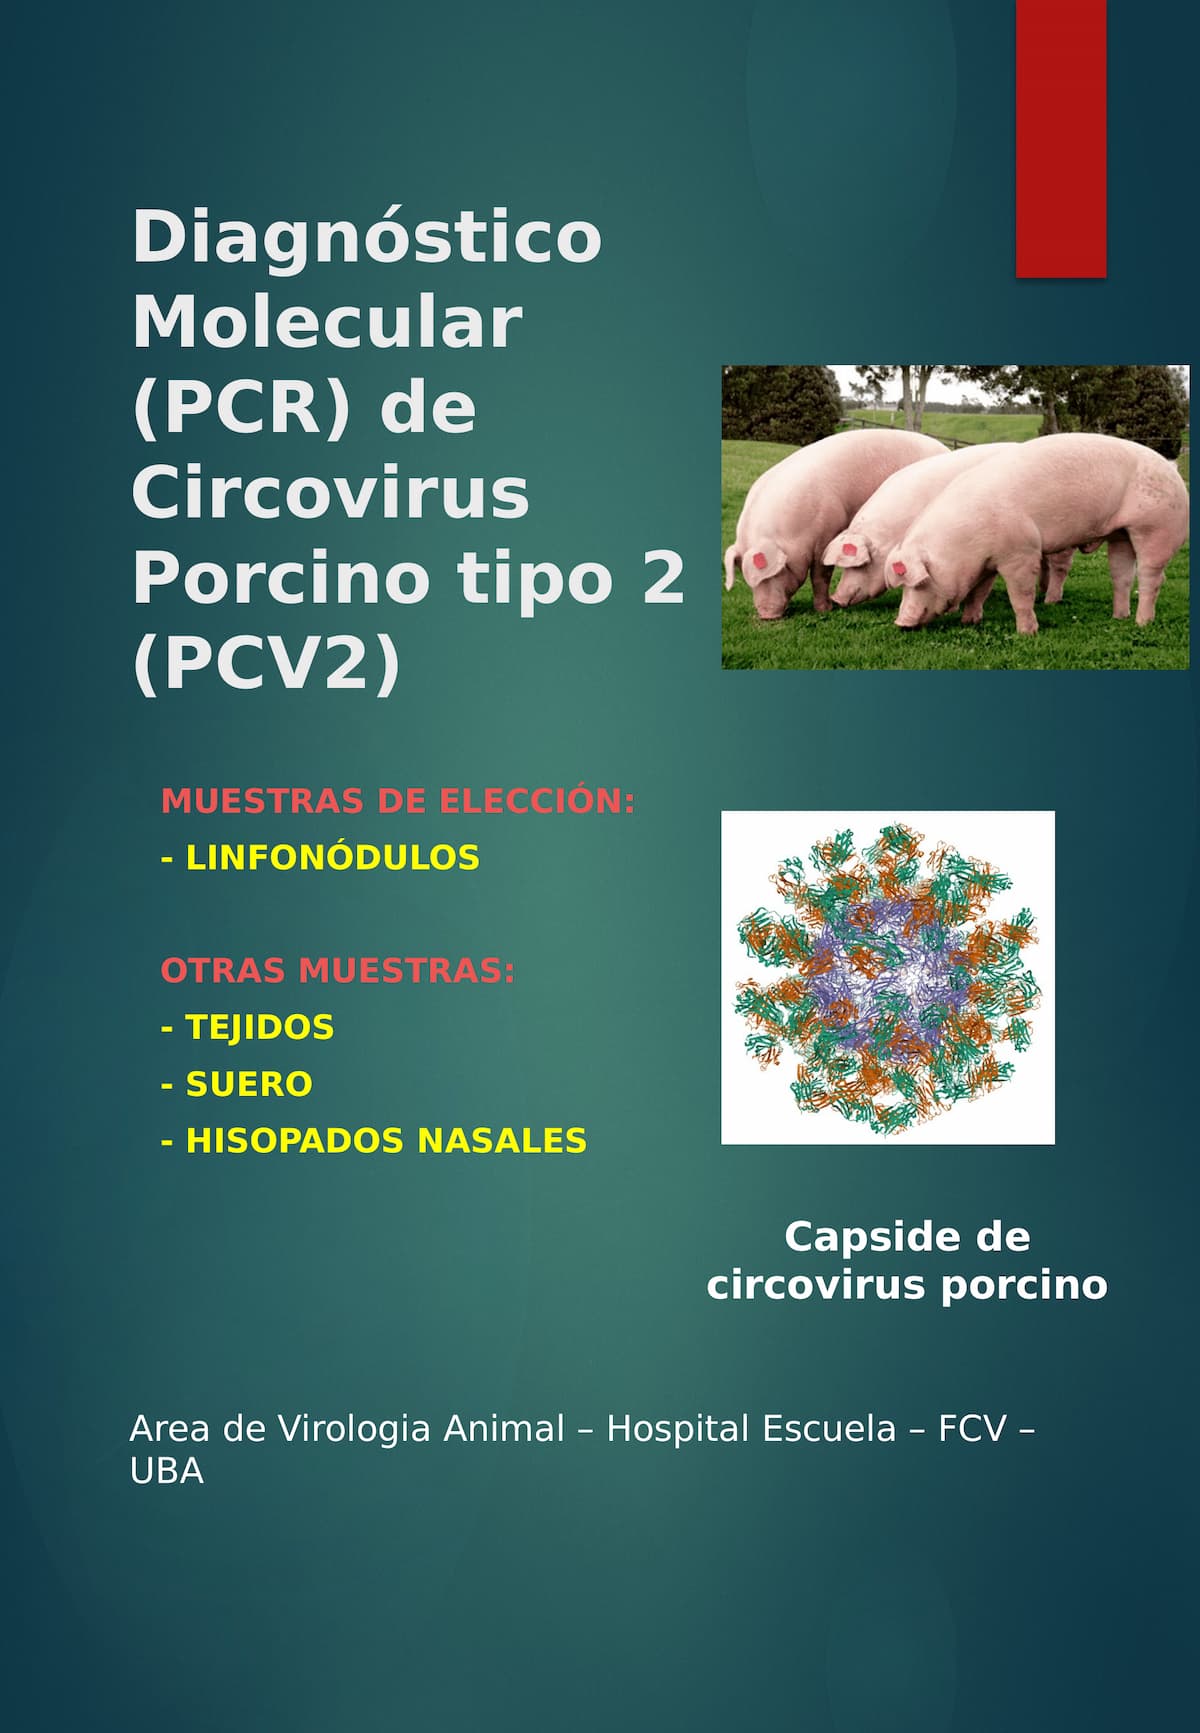 Diagnóstico
Molecular
(PCR) de
Circovirus
Porcino tipo 2
(PCV2)
MUESTRAS DE ELECCIÓN:
- LINFONÓDULOS
OTRAS MUESTRAS:
- TEJIDOS
- SUERO
- HISOPADOS NASALES
Capside de
circovirus porcino
Area de Virologia Animal – Hospital Escuela – FCV –
UBA